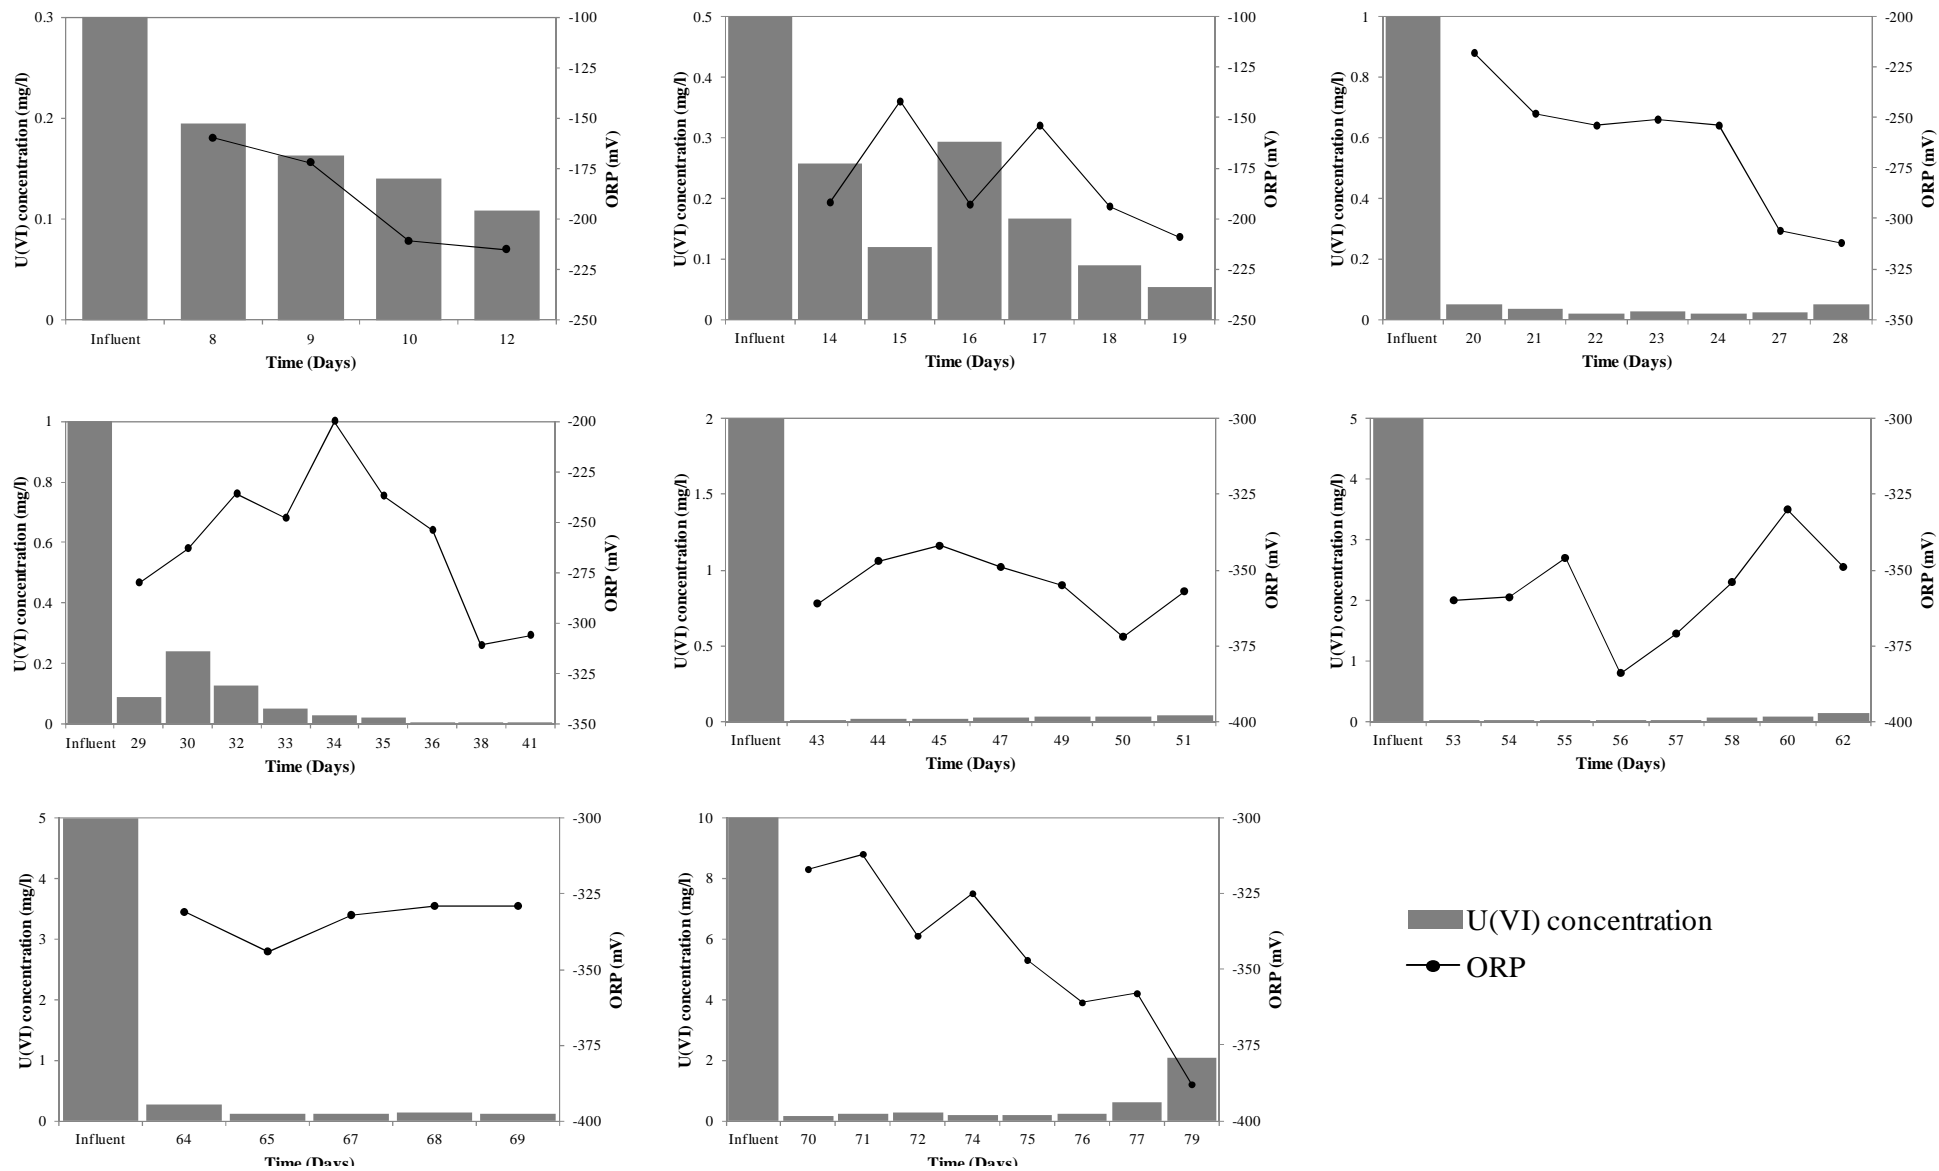 U(VI) concentration (mg/l)
0.3
0.2
0.1
0
-100
-125
-150
-175
-200
-225
-250
ORP (mV)
Influent 8 9 10 12
Time (Days)
U(VI) concentration (mg/l)
0.5
0.4
0.3
0.2
0.1
0
-100
-125
-150
-175
-200
-225
-250
ORP (mV)
Influent 14 15 16 17 18 19
Time (Days)
U(VI) concentration (mg/l)
1
0.8
0.6
0.4
0.2
0
-200
-225
-250
-275
-300
-325
-350
ORP (mV)
Influent 20 21 22 23 24 27 28
Time (Days)
U(VI) concentration (mg/l)
1
0.8
0.6
0.4
0.2
0
-200
-225
-250
-275
-300
-325
-350
ORP (mV)
Influent 29 30 32 33 34 35 36 38 41
Time (Days)
U(VI) concentration (mg/l)
2
1.5
1
0.5
0
-300
-325
-350
-375
-400
ORP (mV)
Influent 43 44 45 47 49 50 51
Time (Days)
U(VI) concentration (mg/l)
5
4
3
2
1
0
-300
-325
-350
-375
-400
ORP (mV)
Influent 53 54 55 56 57 58 60 62
Time (Days)
U(VI) concentration (mg/l)
5
4
3
2
1
0
-300
-325
-350
-375
-400
ORP (mV)
Influent 64 65 67 68 69
Time (Days)
U(VI) concentration (mg/l)
10
8
6
4
2
0
-300
-325
-350
-375
-400
ORP (mV)
Influent 70 71 72 74 75 76 77 79
Time (Days)
U(VI) concentration
ORP